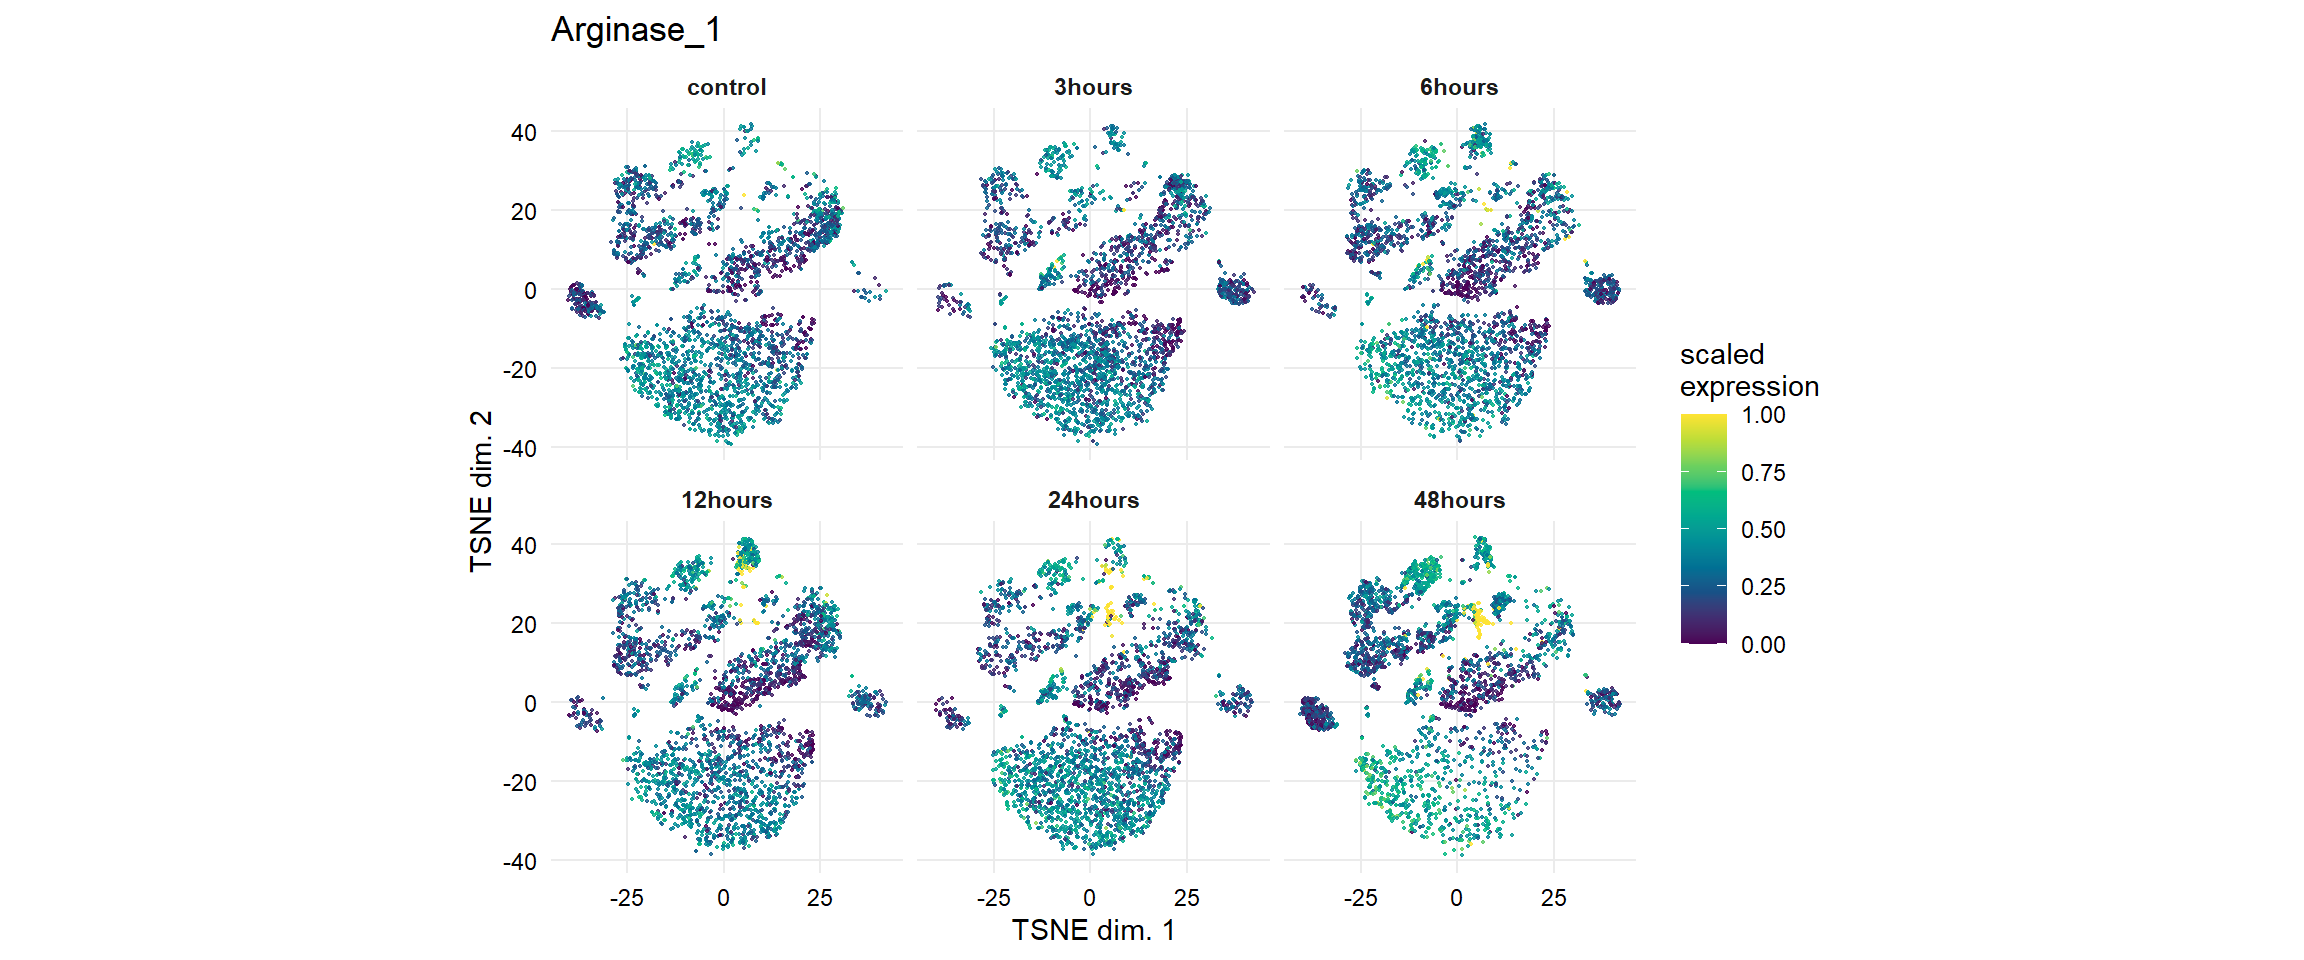 Arginase_1
control
3hours
6hours
40
20
0
-20
-40
12hours
24hours
48hours
40
20
0
-20
-40
-25 0 25
-25 0 25
-25 0 25
TSNE dim. 1
TSNE dim. 2
scaled
expression
1.00
0.75
0.50
0.25
0.00